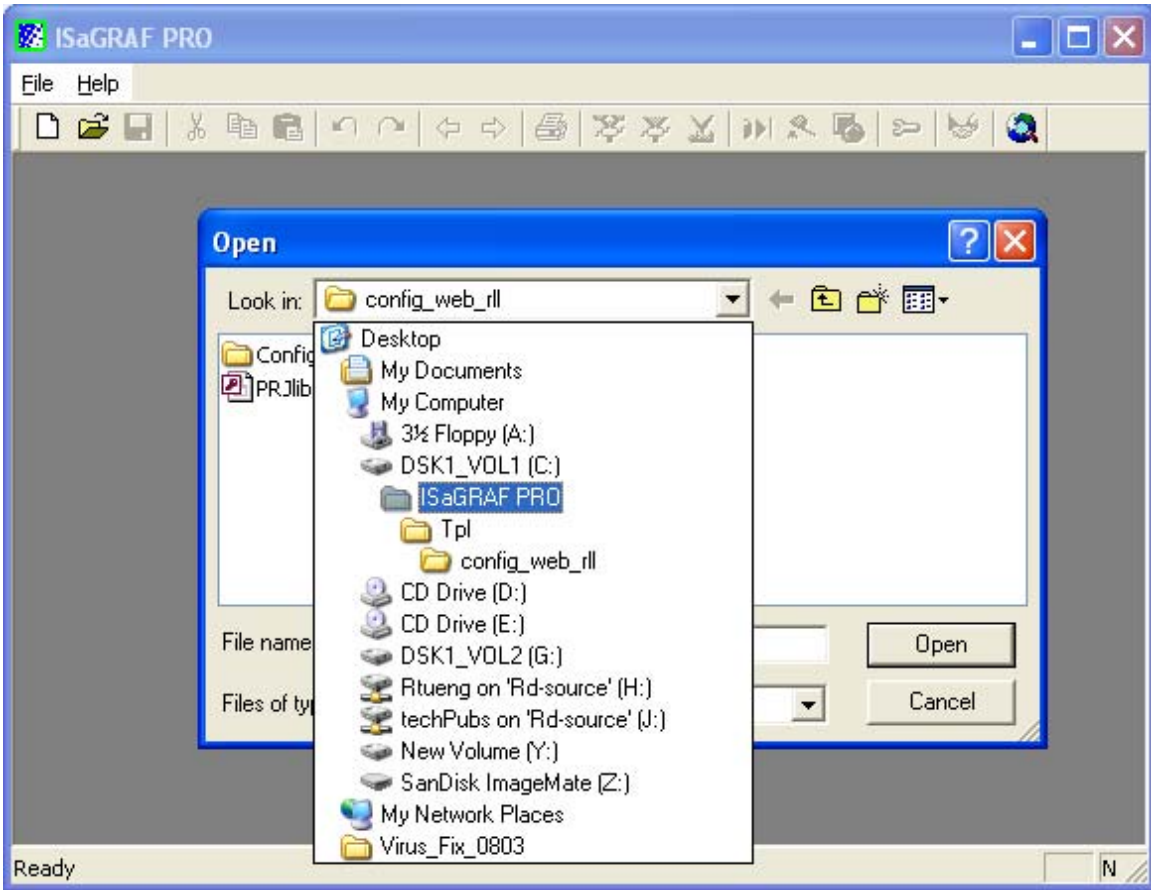 ISaGRAF PRO
File Help
Open
Look in: config_web_rll
Config
PRJlib
Desktop
My Documents
My Computer
3½ Floppy (A:)
DSK1_VOL1 (C:)
ISaGRAF PRO
Tpl
config_web_rll
CD Drive (D:)
CD Drive (E:)
DSK1_VOL2 (G:)
Rtueng on 'Rd-source' (H:)
techPubs on 'Rd-source' (J:)
New Volume (Y:)
SanDisk ImageMate (Z:)
My Network Places
Virus_Fix_0803
File name
Open
Files of ty
Cancel
Ready
N